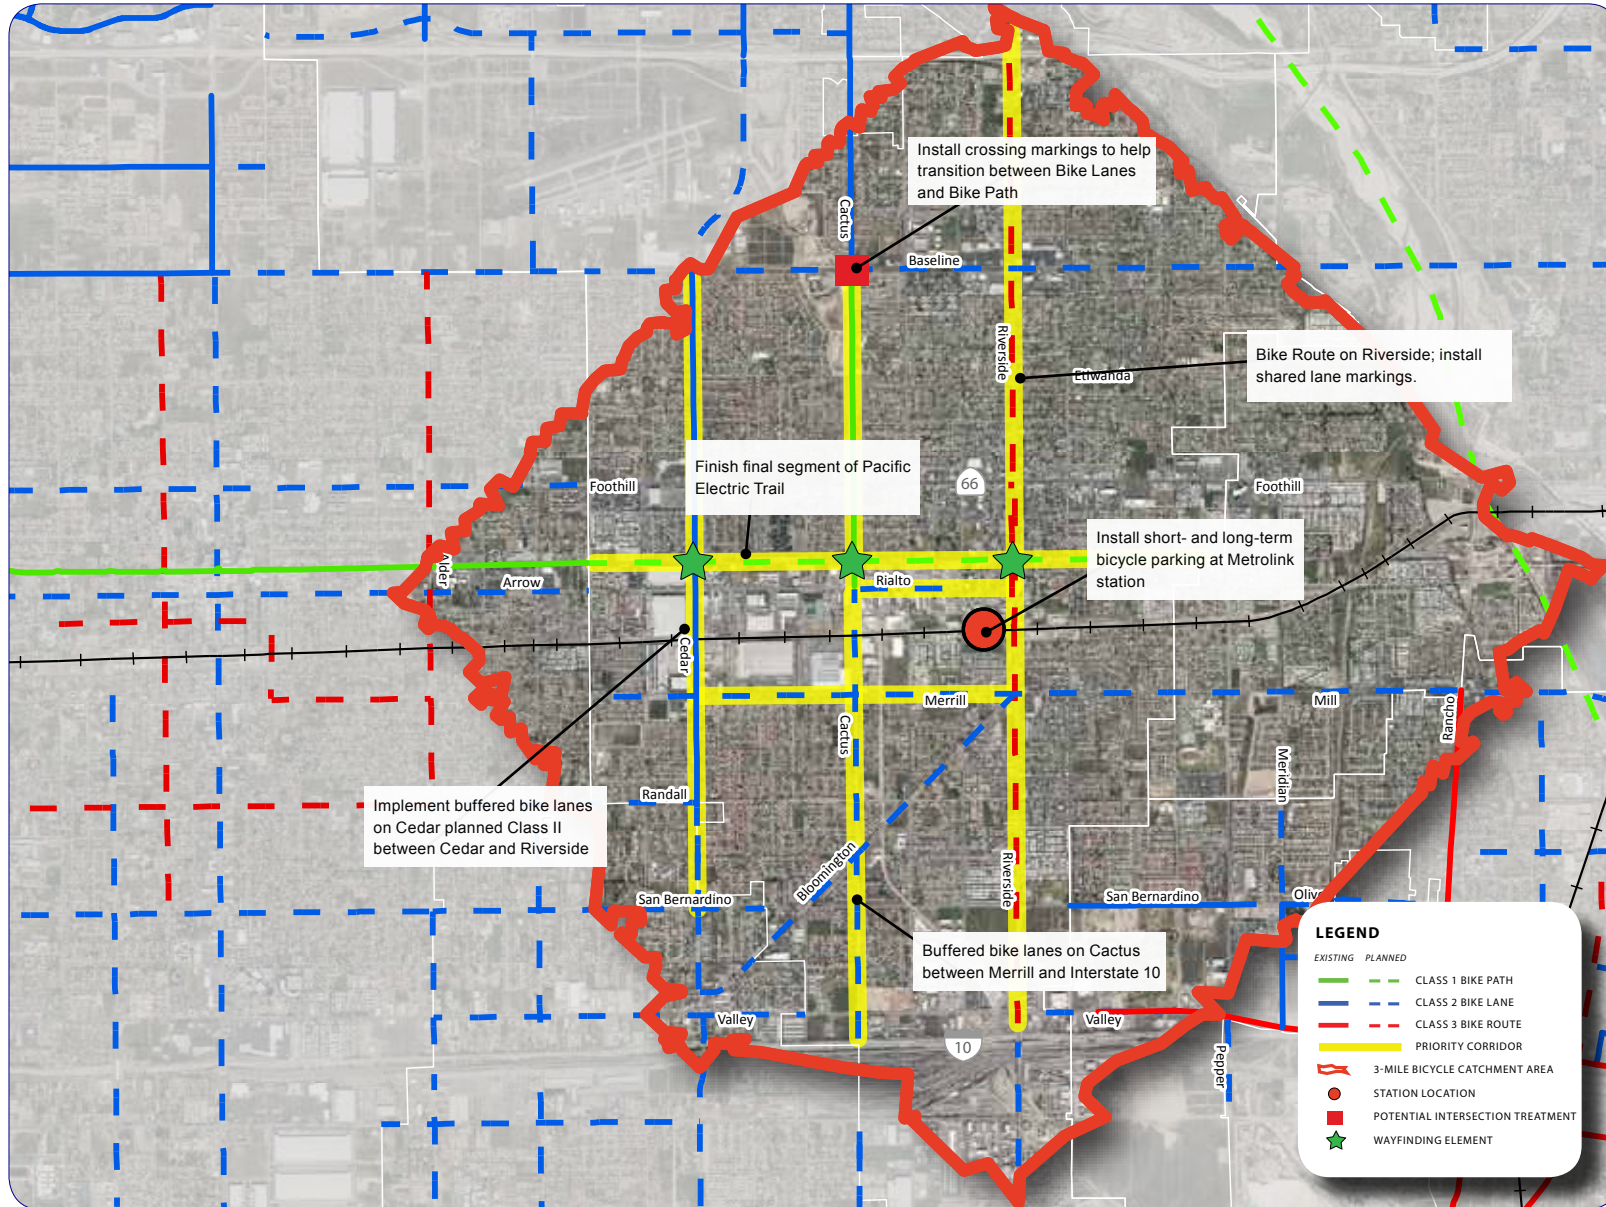 Install crossing markings to help
transition between Bike Lanes
and Bike Path
Cactus
Baseline
Riverside
Etiwanda
Bike Route on Riverside; install
shared lane markings.
Finish final segment of Pacific
Electric Trail
Foothill
66
Foothill
Install short- and long-term
bicycle parking at Metrolink
station
Alder
Arrow
Rialto
Cedar
Merrill
Mill
Rancho
Cactus
Meridian
Randall
Implement buffered bike lanes
on Cedar planned Class II
between Cedar and Riverside
Bloomington
Riverside
San Bernardino
San Bernardino
Oliv
Buffered bike lanes on Cactus
between Merrill and Interstate 10
Valley
Valley
10
Pepper
LEGEND
EXISTING PLANNED
CLASS 1 BIKE PATH
CLASS 2 BIKE LANE
CLASS 3 BIKE ROUTE
PRIORITY CORRIDOR
3-MILE BICYCLE CATCHMENT AREA
STATION LOCATION
POTENTIAL INTERSECTION TREATMENT
WAYFINDING ELEMENT